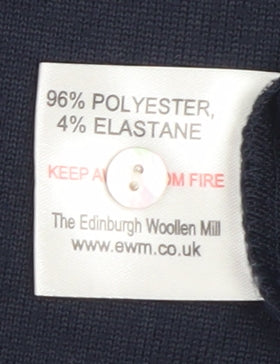 96% POLYESTER,
4% ELASTANE
KEEP FIRE
The Edinburgh Woollen Mill
www.ewm.co.uk